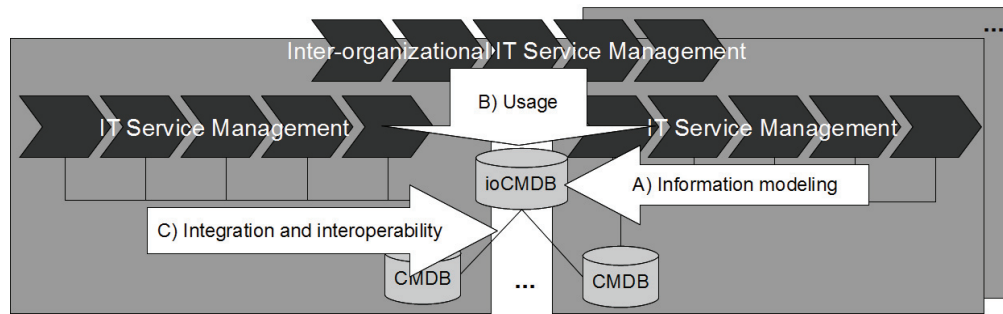 ...
Inter-organizational IT Service Management
B) Usage
IT Service Management
IT Service Management
ioCMDB
A) Information modeling
C) Integration and interoperability
CMDB
...
CMDB